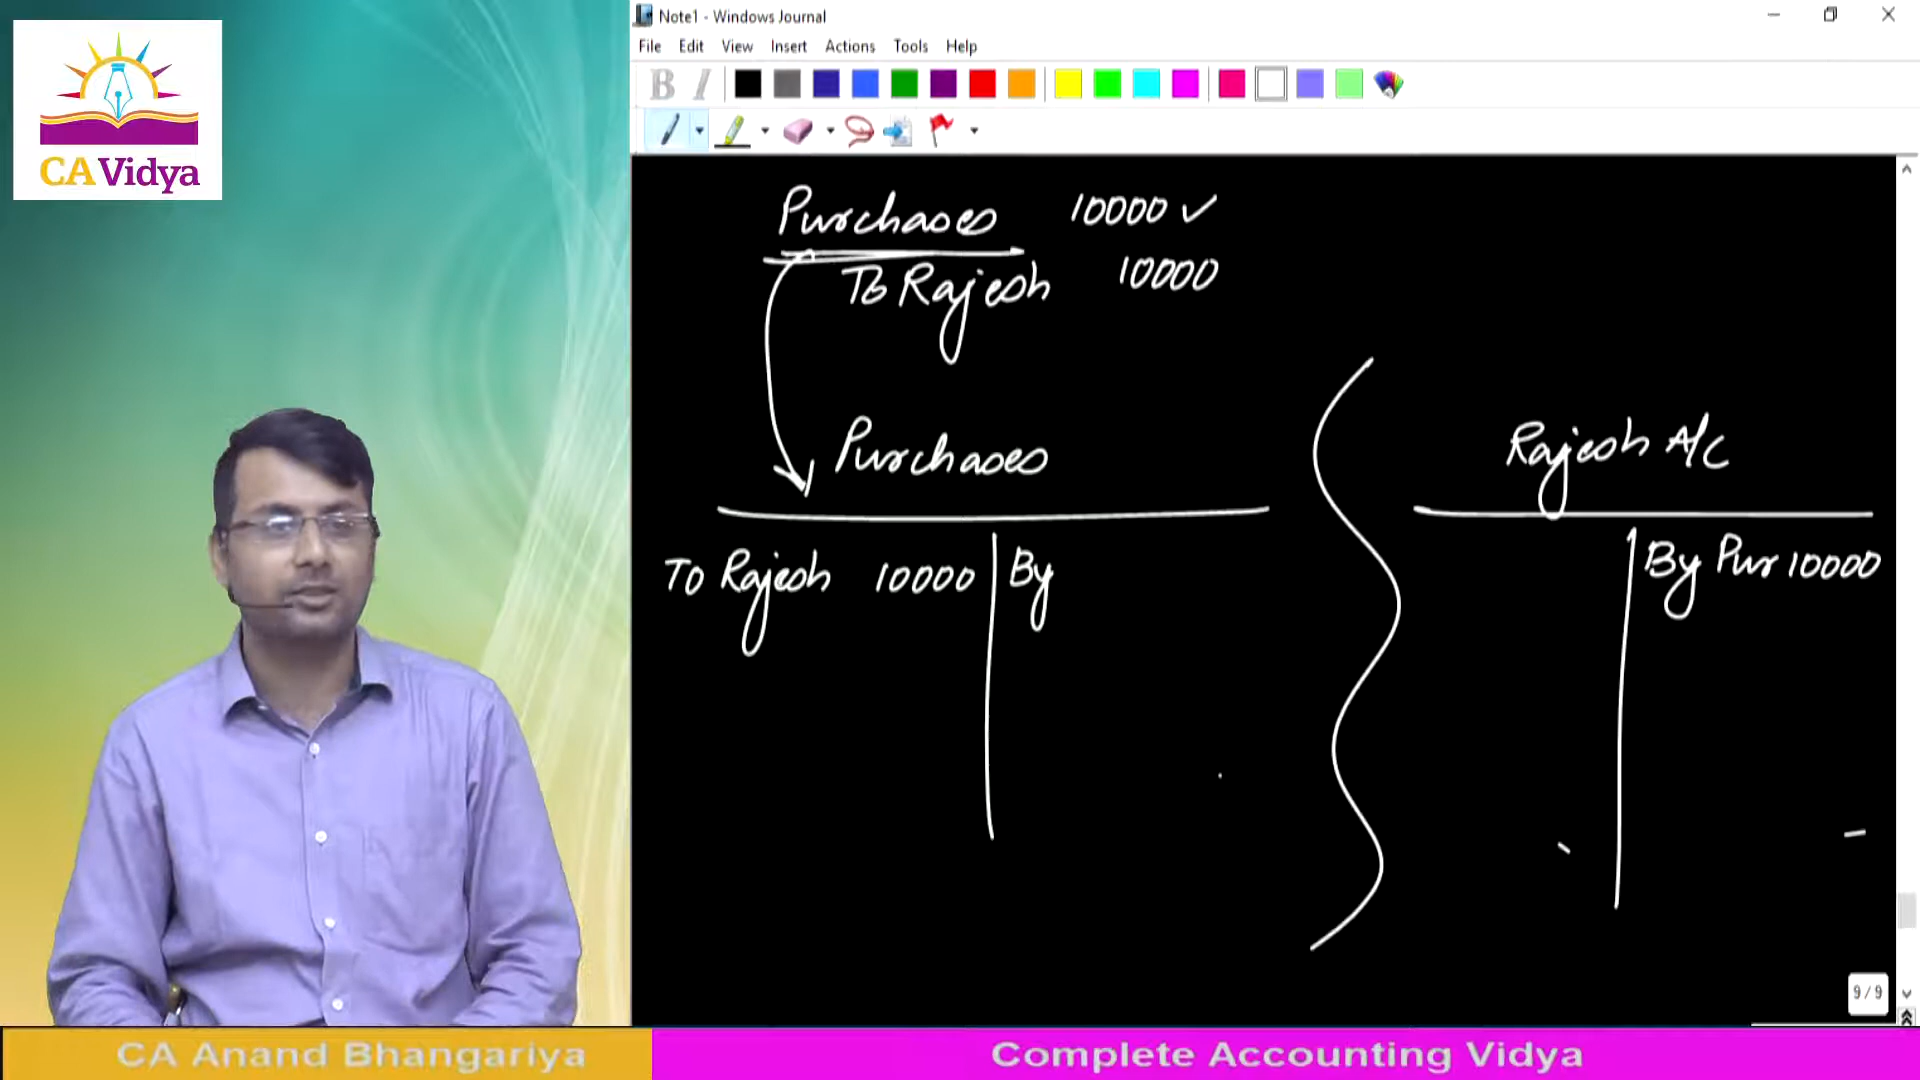 CA Vidya
Note1 - Windows Journal
File Edit View Insert Actions Tools Help
B I
Purchases 10000 ✓
To Rajesh 10000
Purchases
To Rajesh 10000 By
Rajesh A/C
By Pur 10000
9 / 9
CA Anand Bhangariya
Complete Accounting Vidya